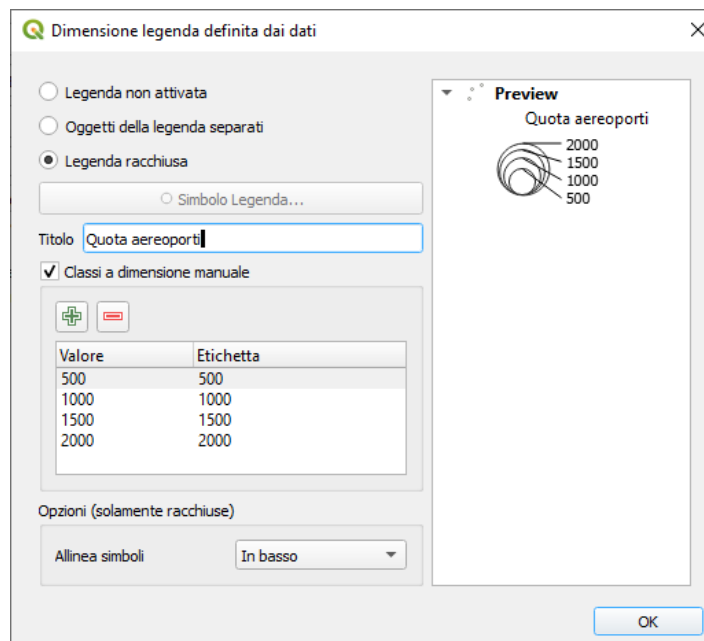 Dimensione legenda definita dai dati
Legenda non attivata
Oggetti della legenda separati
Legenda racchiusa
Simbolo Legenda...
Titolo Quota aereoporti
Classi a dimensione manuale
Valore Etichetta
500 500
1000 1000
1500 1500
2000 2000
Opzioni (solamente racchiuse)
Allinea simboli In basso
Preview
Quota aereoporti
2000
1500
1000
500
OK